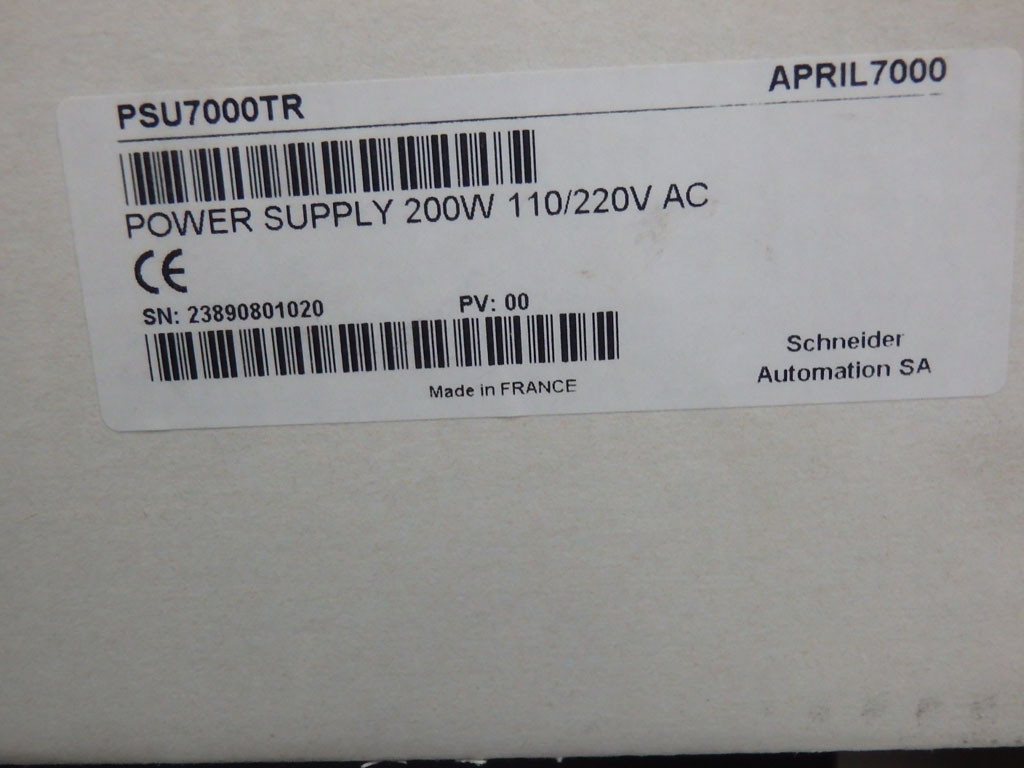 PSU7000TR APRIL7000
POWER SUPPLY 200W 110/220V AC
CE
SN: 23890801020 PV: 00
Schneider
Automation SA
Made in FRANCE